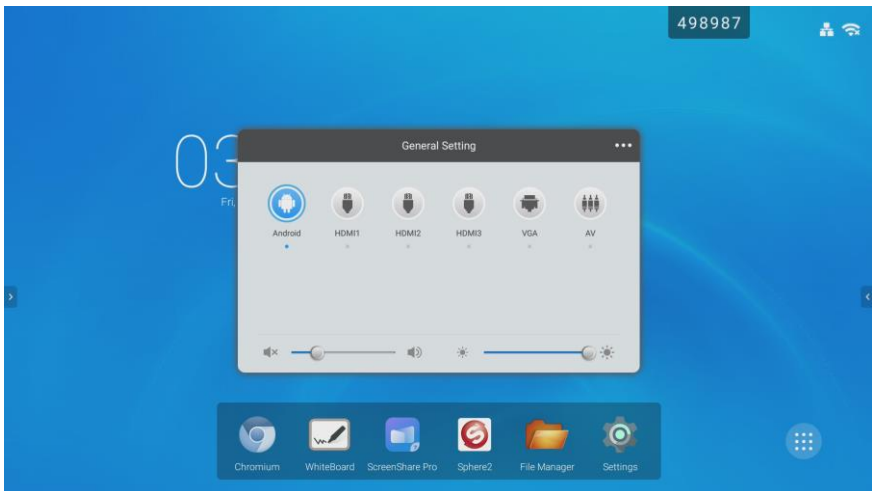 498987
General Setting
03
Fri,
Android HDMI1 HDMI2 HDMI3 VGA AV
Chromium WhiteBoard ScreenShare Pro Sphere2 File Manager Settings